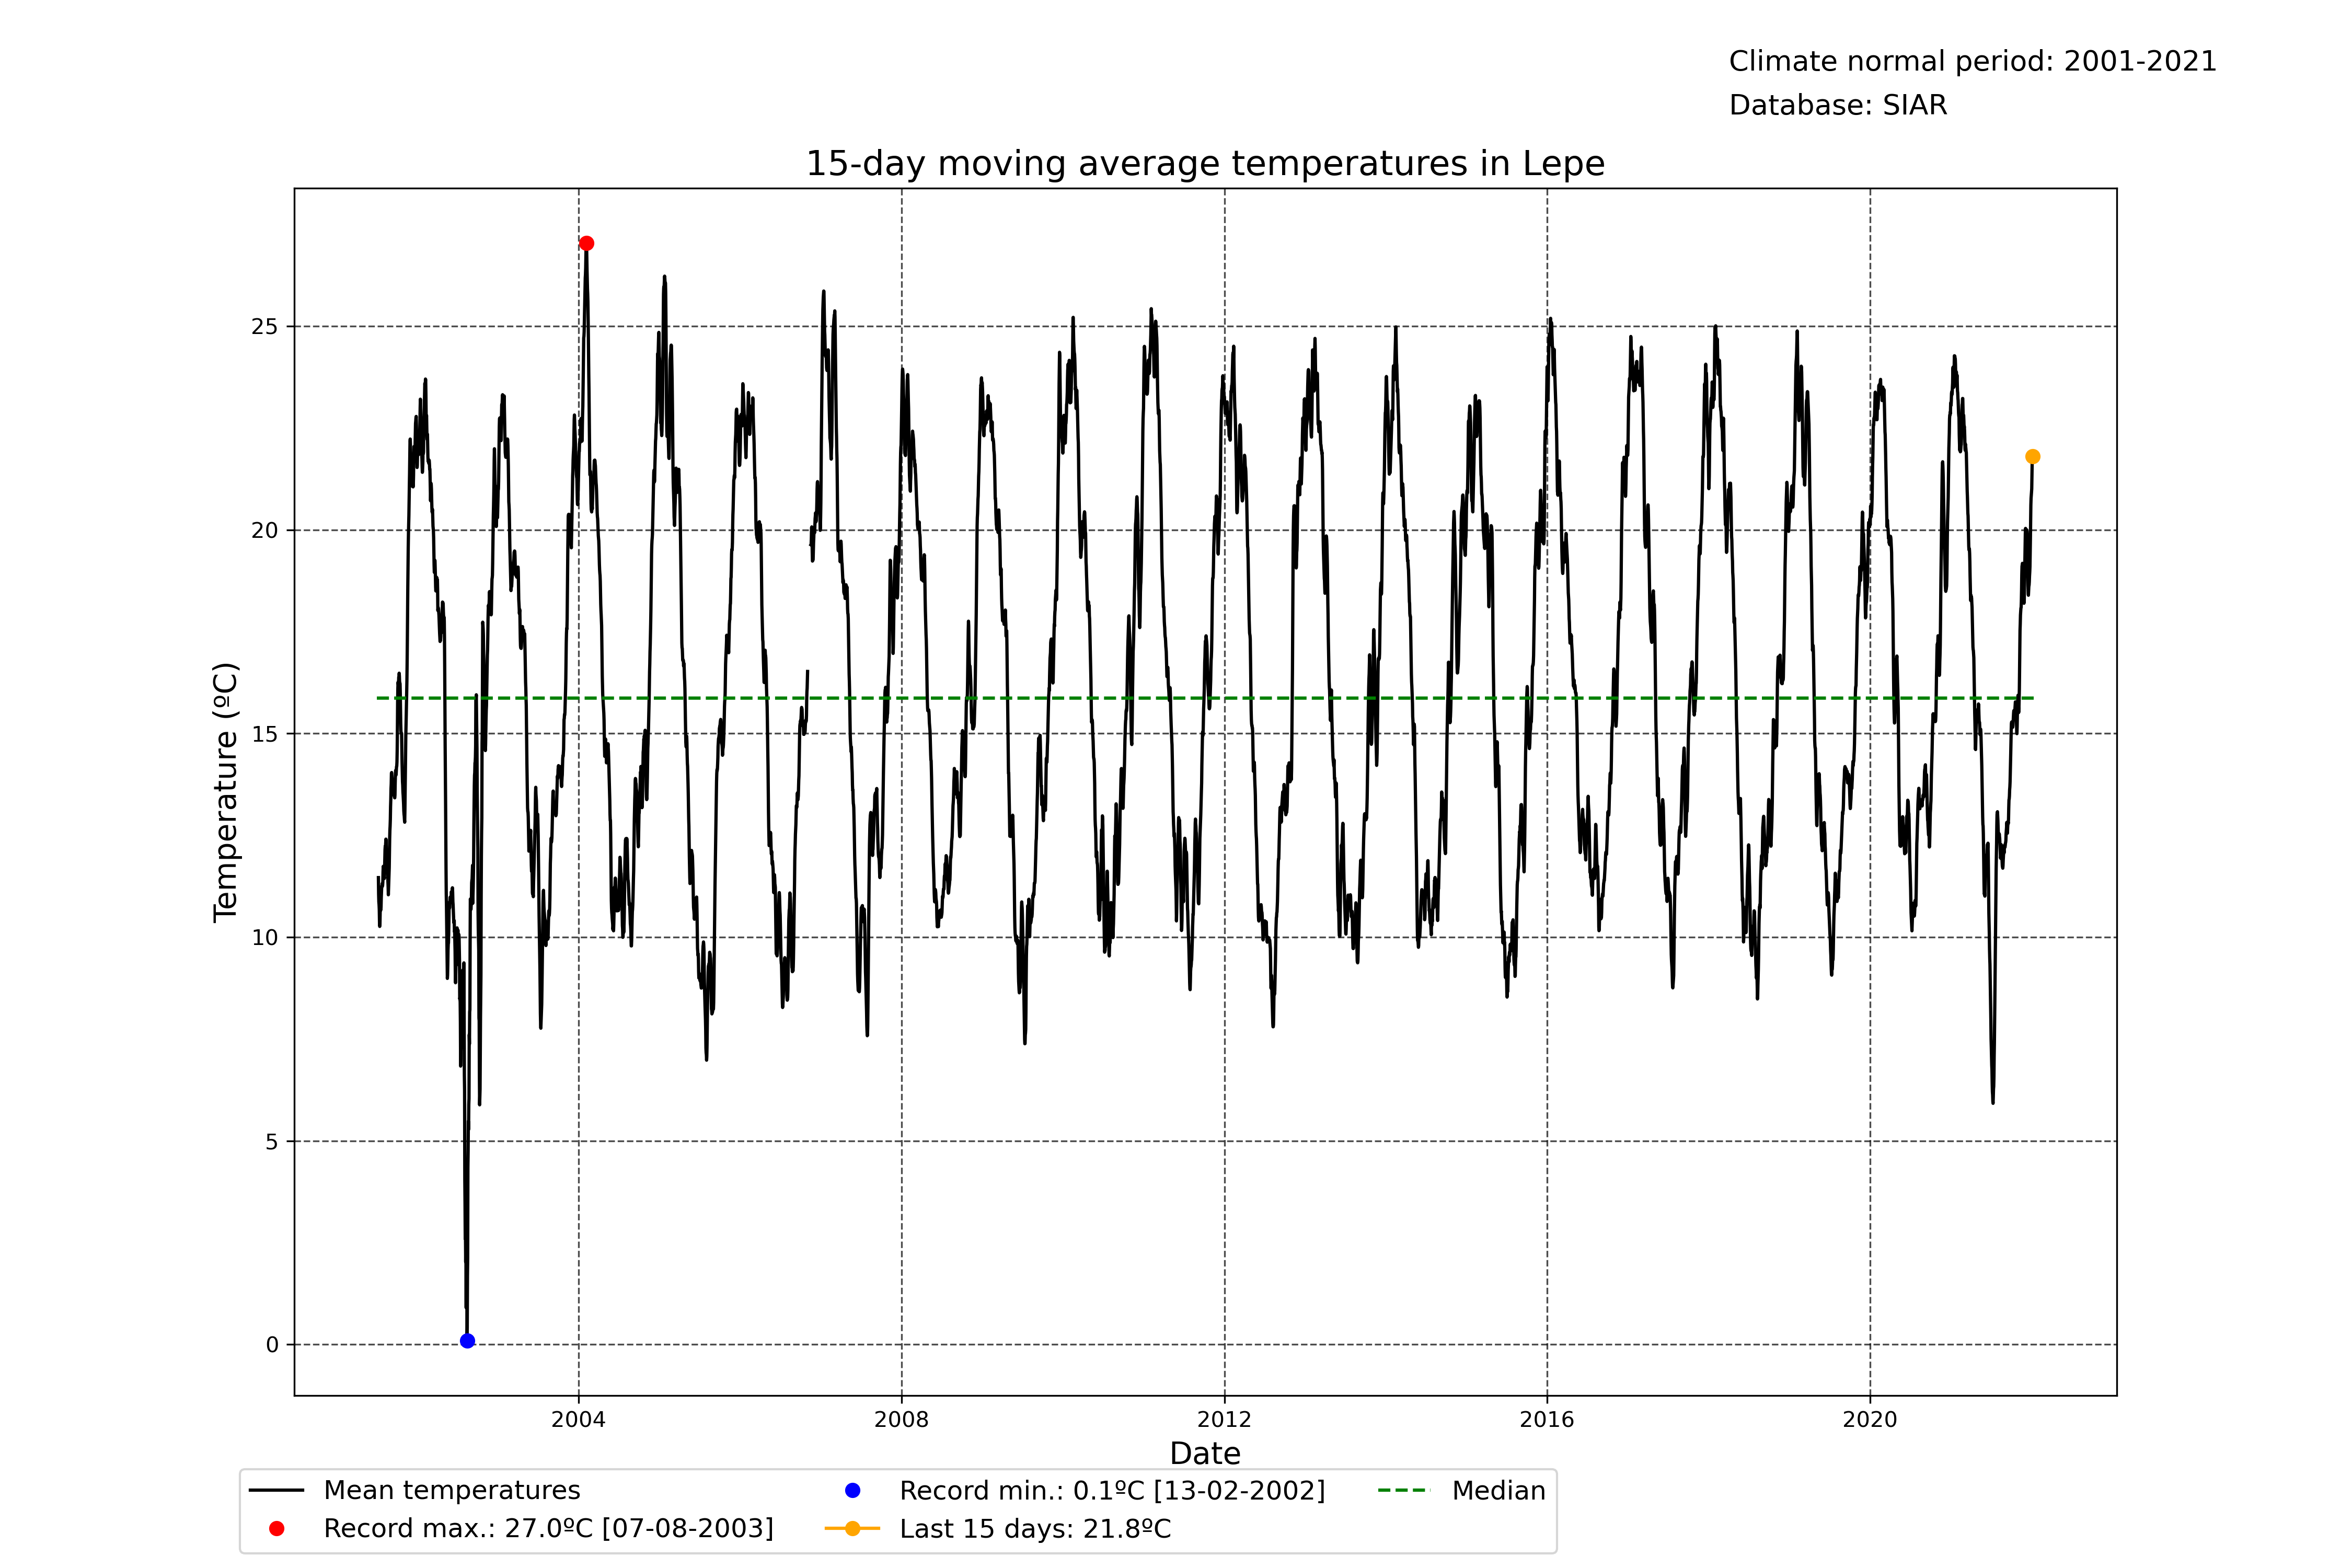 Climate normal period: 2001-2021
Database: SIAR
15-day moving average temperatures in Lepe
Temperature (ºC)
25
20
15
10
5
0
2004
2008
2012
2016
2020
Date
Mean temperatures
Record max.: 27.0ºC [07-08-2003]
Record min.: 0.1ºC [13-02-2002]
Last 15 days: 21.8ºC
Median